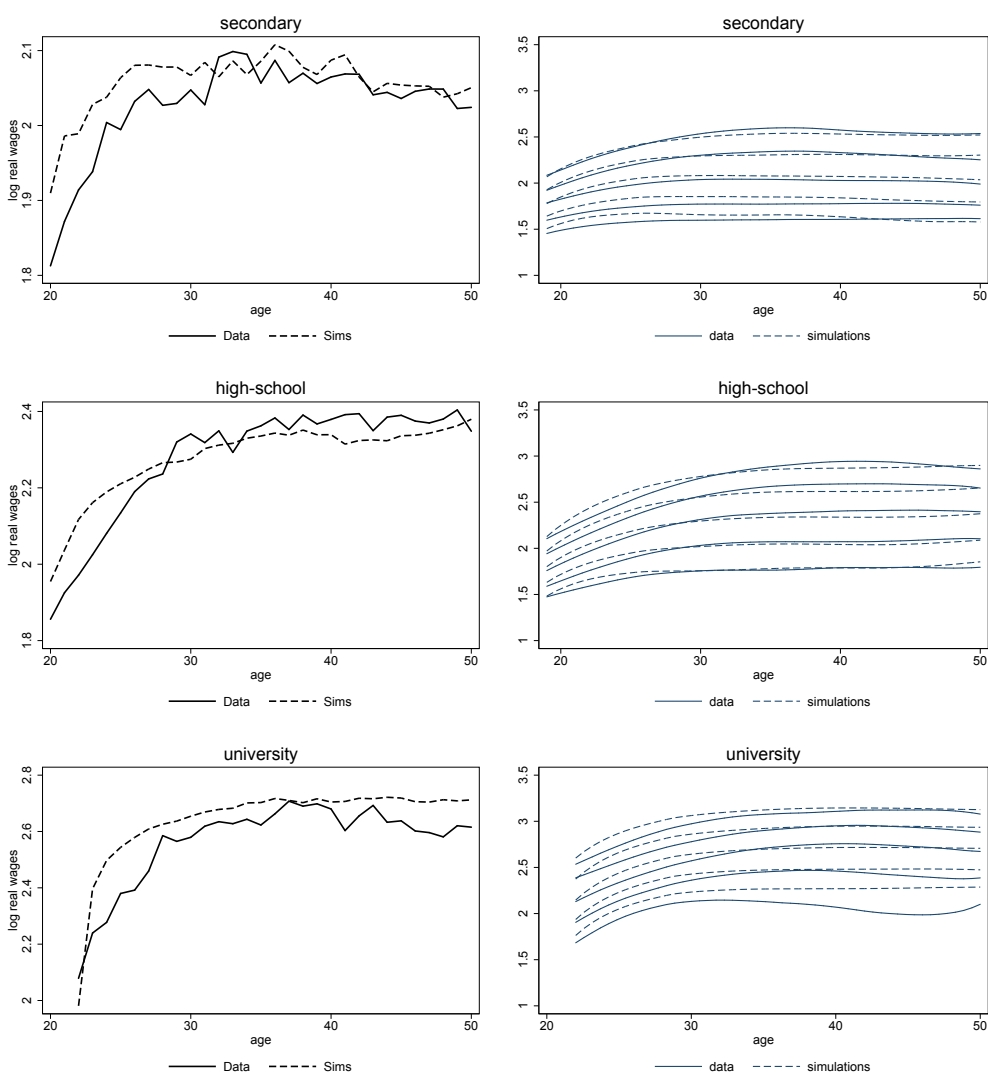 secondary
log real wages
2.1
2
1.9
1.8
20 30 40 50
age
Data Sims
secondary
3.5
3
2.5
2
1.5
1
20 30 40 50
age
data simulations
high-school
log real wages
2.4
2.2
2
1.8
20 30 40 50
age
Data Sims
high-school
3.5
3
2.5
2
1.5
1
20 30 40 50
age
data simulations
university
log real wages
2.8
2.6
2.4
2.2
2
20 30 40 50
age
Data Sims
university
3.5
3
2.5
2
1.5
1
20 30 40 50
age
data simulations